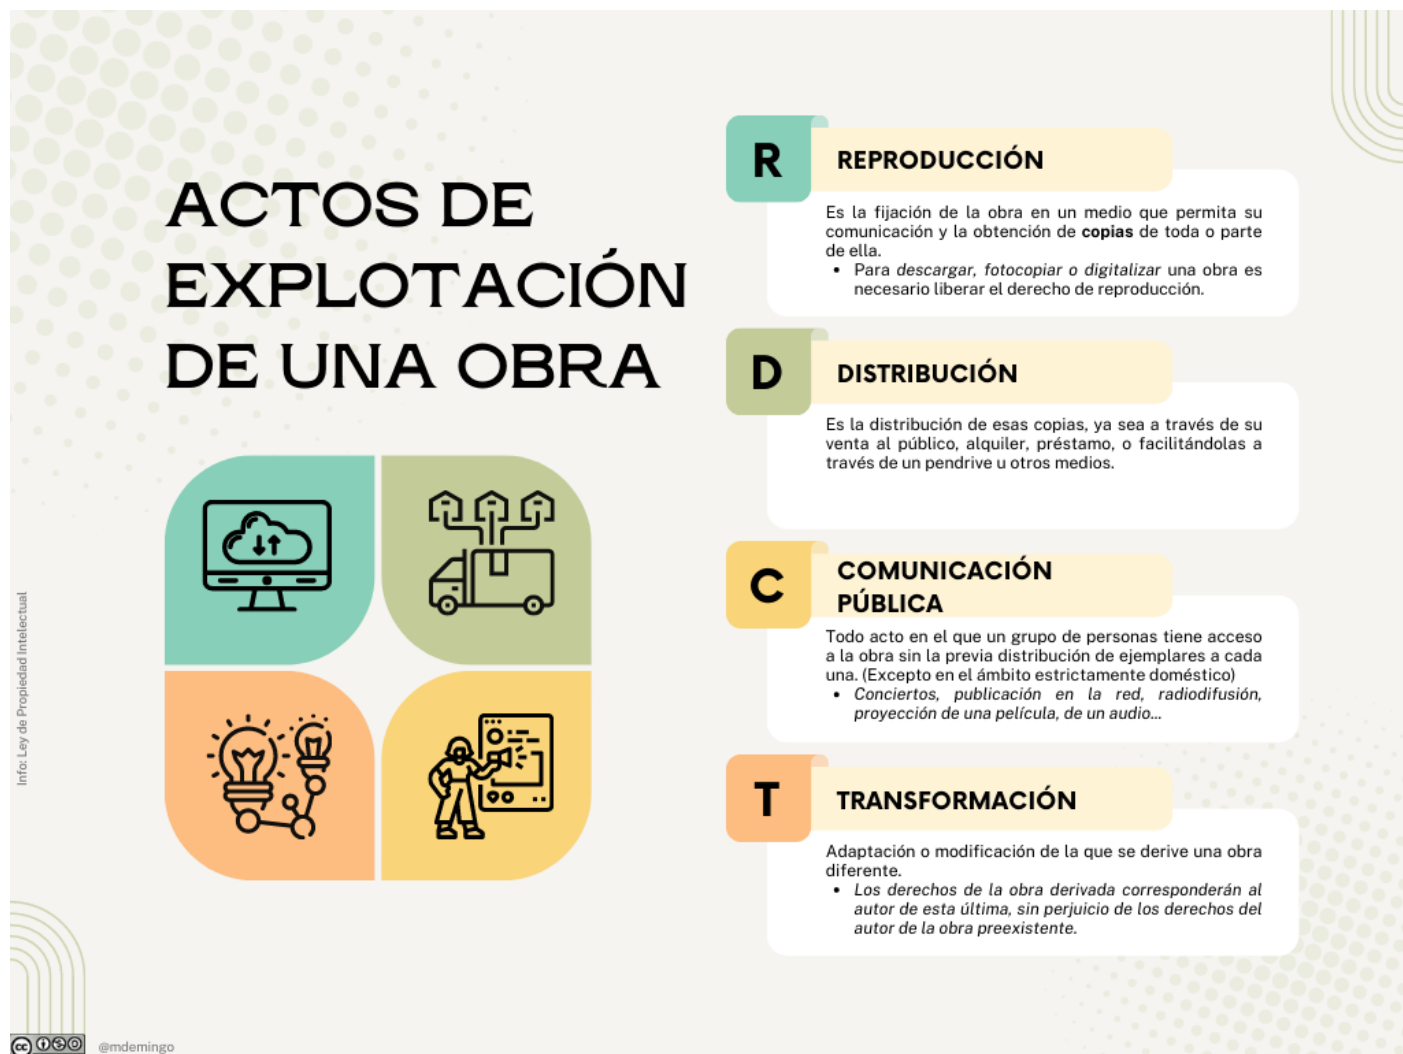 ACTOS DE
EXPLOTACIÓN
DE UNA OBRA
R
REPRODUCCIÓN
Es la fijación de la obra en un medio que permita su
comunicación y la obtención de copias de toda o parte
de ella.
• Para descargar, fotocopiar o digitalizar una obra es
necesario liberar el derecho de reproducción.
D
DISTRIBUCIÓN
Es la distribución de esas copias, ya sea a través de su
venta al público, alquiler, préstamo, o facilitándolas a
través de un pendrive u otros medios.
C
COMUNICACIÓN
PÚBLICA
Todo acto en el que un grupo de personas tiene acceso
a la obra sin la previa distribución de ejemplares a cada
una. (Excepto en el ámbito estrictamente doméstico)
• Conciertos, publicación en la red, radiodifusión,
proyección de una película, de un audio...
T
TRANSFORMACIÓN
Adaptación o modificación de la que se derive una obra
diferente.
• Los derechos de la obra derivada corresponderán al
autor de esta última, sin perjuicio de los derechos del
autor de la obra preexistente.
Info: Ley de Propiedad Intelectual
cc
@mdemingo